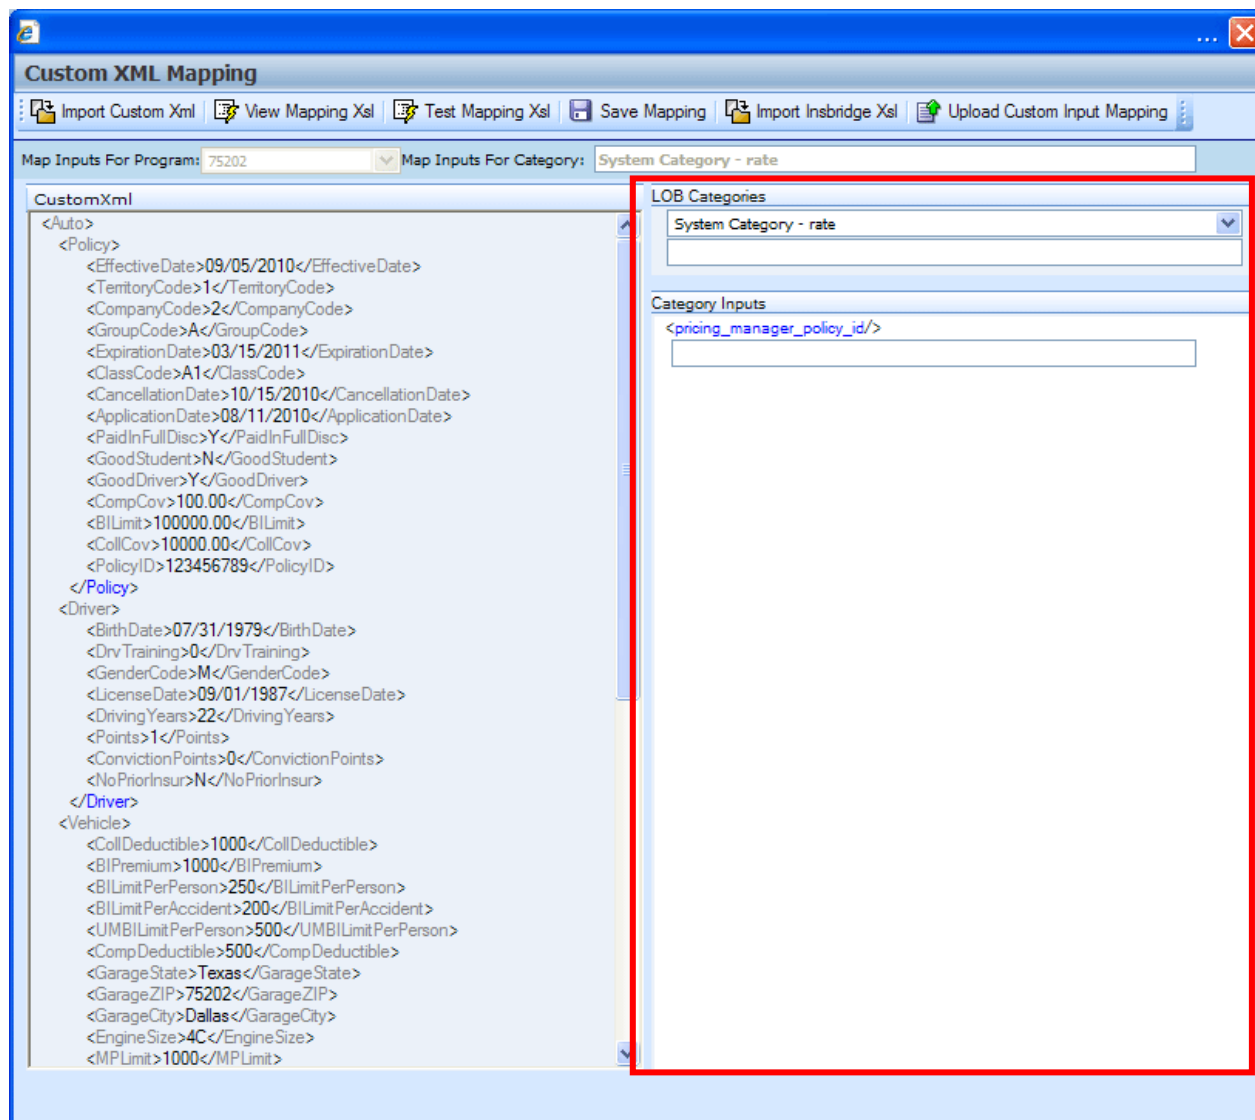 ...
Custom XML Mapping
Import Custom Xml View Mapping Xsl Test Mapping Xsl Save Mapping Import Insbridge Xsl Upload Custom Input Mapping
Map Inputs For Program: 75202 Map Inputs For Category: System Category - rate
CustomXml
<Auto>
<Policy>
<EffectiveDate>09/05/2010</EffectiveDate>
<TerritoryCode>1</TerritoryCode>
<CompanyCode>2</CompanyCode>
<GroupCode>A</GroupCode>
<ExpirationDate>03/15/2011</ExpirationDate>
<ClassCode>A1</ClassCode>
<CancellationDate>10/15/2010</CancellationDate>
<ApplicationDate>08/11/2010</ApplicationDate>
<PaidInFullDisc>Y</PaidInFullDisc>
<GoodStudent>N</GoodStudent>
<GoodDriver>Y</GoodDriver>
<CompCov>100.00</CompCov>
<BILimit>100000.00</BILimit>
<CollCov>10000.00</CollCov>
<PolicyID>123456789</PolicyID>
</Policy>
<Driver>
<BirthDate>07/31/1979</BirthDate>
<DrvTraining>0</DrvTraining>
<GenderCode>M</GenderCode>
<LicenseDate>09/01/1987</LicenseDate>
<DrivingYears>22</DrivingYears>
<Points>1</Points>
<ConvictionPoints>0</ConvictionPoints>
<NoPriorInsur>N</NoPriorInsur>
</Driver>
<Vehicle>
<CollDeductible>1000</CollDeductible>
<BIPremium>1000</BIPremium>
<BILimitPerPerson>250</BILimitPerPerson>
<BILimitPerAccident>200</BILimitPerAccident>
<UMBILimitPerPerson>500</UMBILimitPerPerson>
<CompDeductible>500</CompDeductible>
<GarageState>Texas</GarageState>
<GarageZIP>75202</GarageZIP>
<GarageCity>Dallas</GarageCity>
<EngineSize>4C</EngineSize>
<MPLimit>1000</MPLimit>
LOB Categories
System Category - rate
Category Inputs
<pricing_manager_policy_id/>